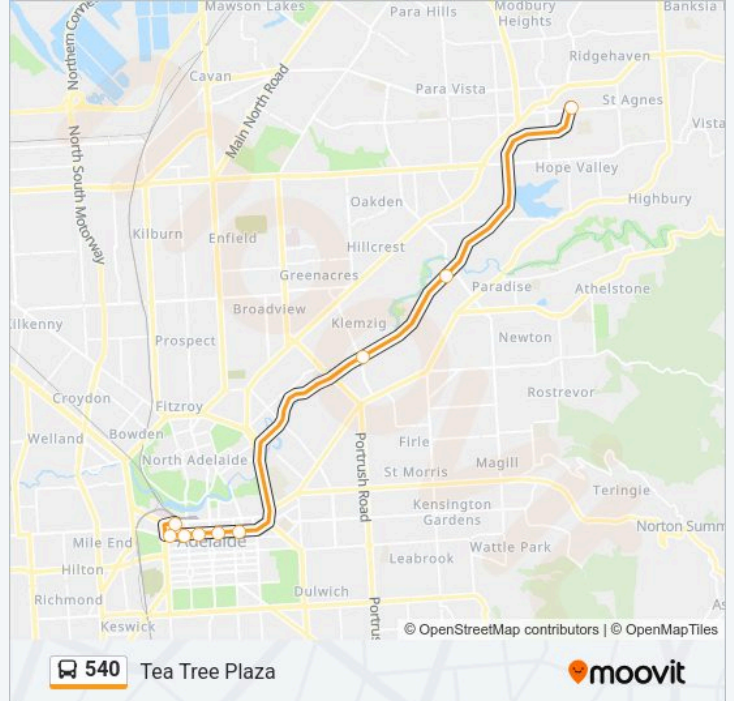 Mawson Lakes
Para Hills
Modbury
Heights
Banksia
Northern Conne
Ridgehaven
Cavan
Para Vista
St Agnes
Main North Road
Vista
North South Motorway
Hope Valley
Highbury
Oakden
Kilburn
Enfield
Hillcrest
Greenacres
Paradise
Athelstone
Broadview
Klemzig
ilkenny
Prospect
Newton
Rostrevor
Croydon
Fitzroy
Bowden
Welland
Portrush Road
Firle
North Adelaide
St Morris
Magill
Teringie
Kensington
Gardens
Norton Summ
Mile End
Adelaide
Wattle Park
Leabrook
Hilton
Dulwich
Richmond
Portrus
As
Keswick
© OpenStreetMap contributors | © OpenMapTiles
540 Tea Tree Plaza
moovit